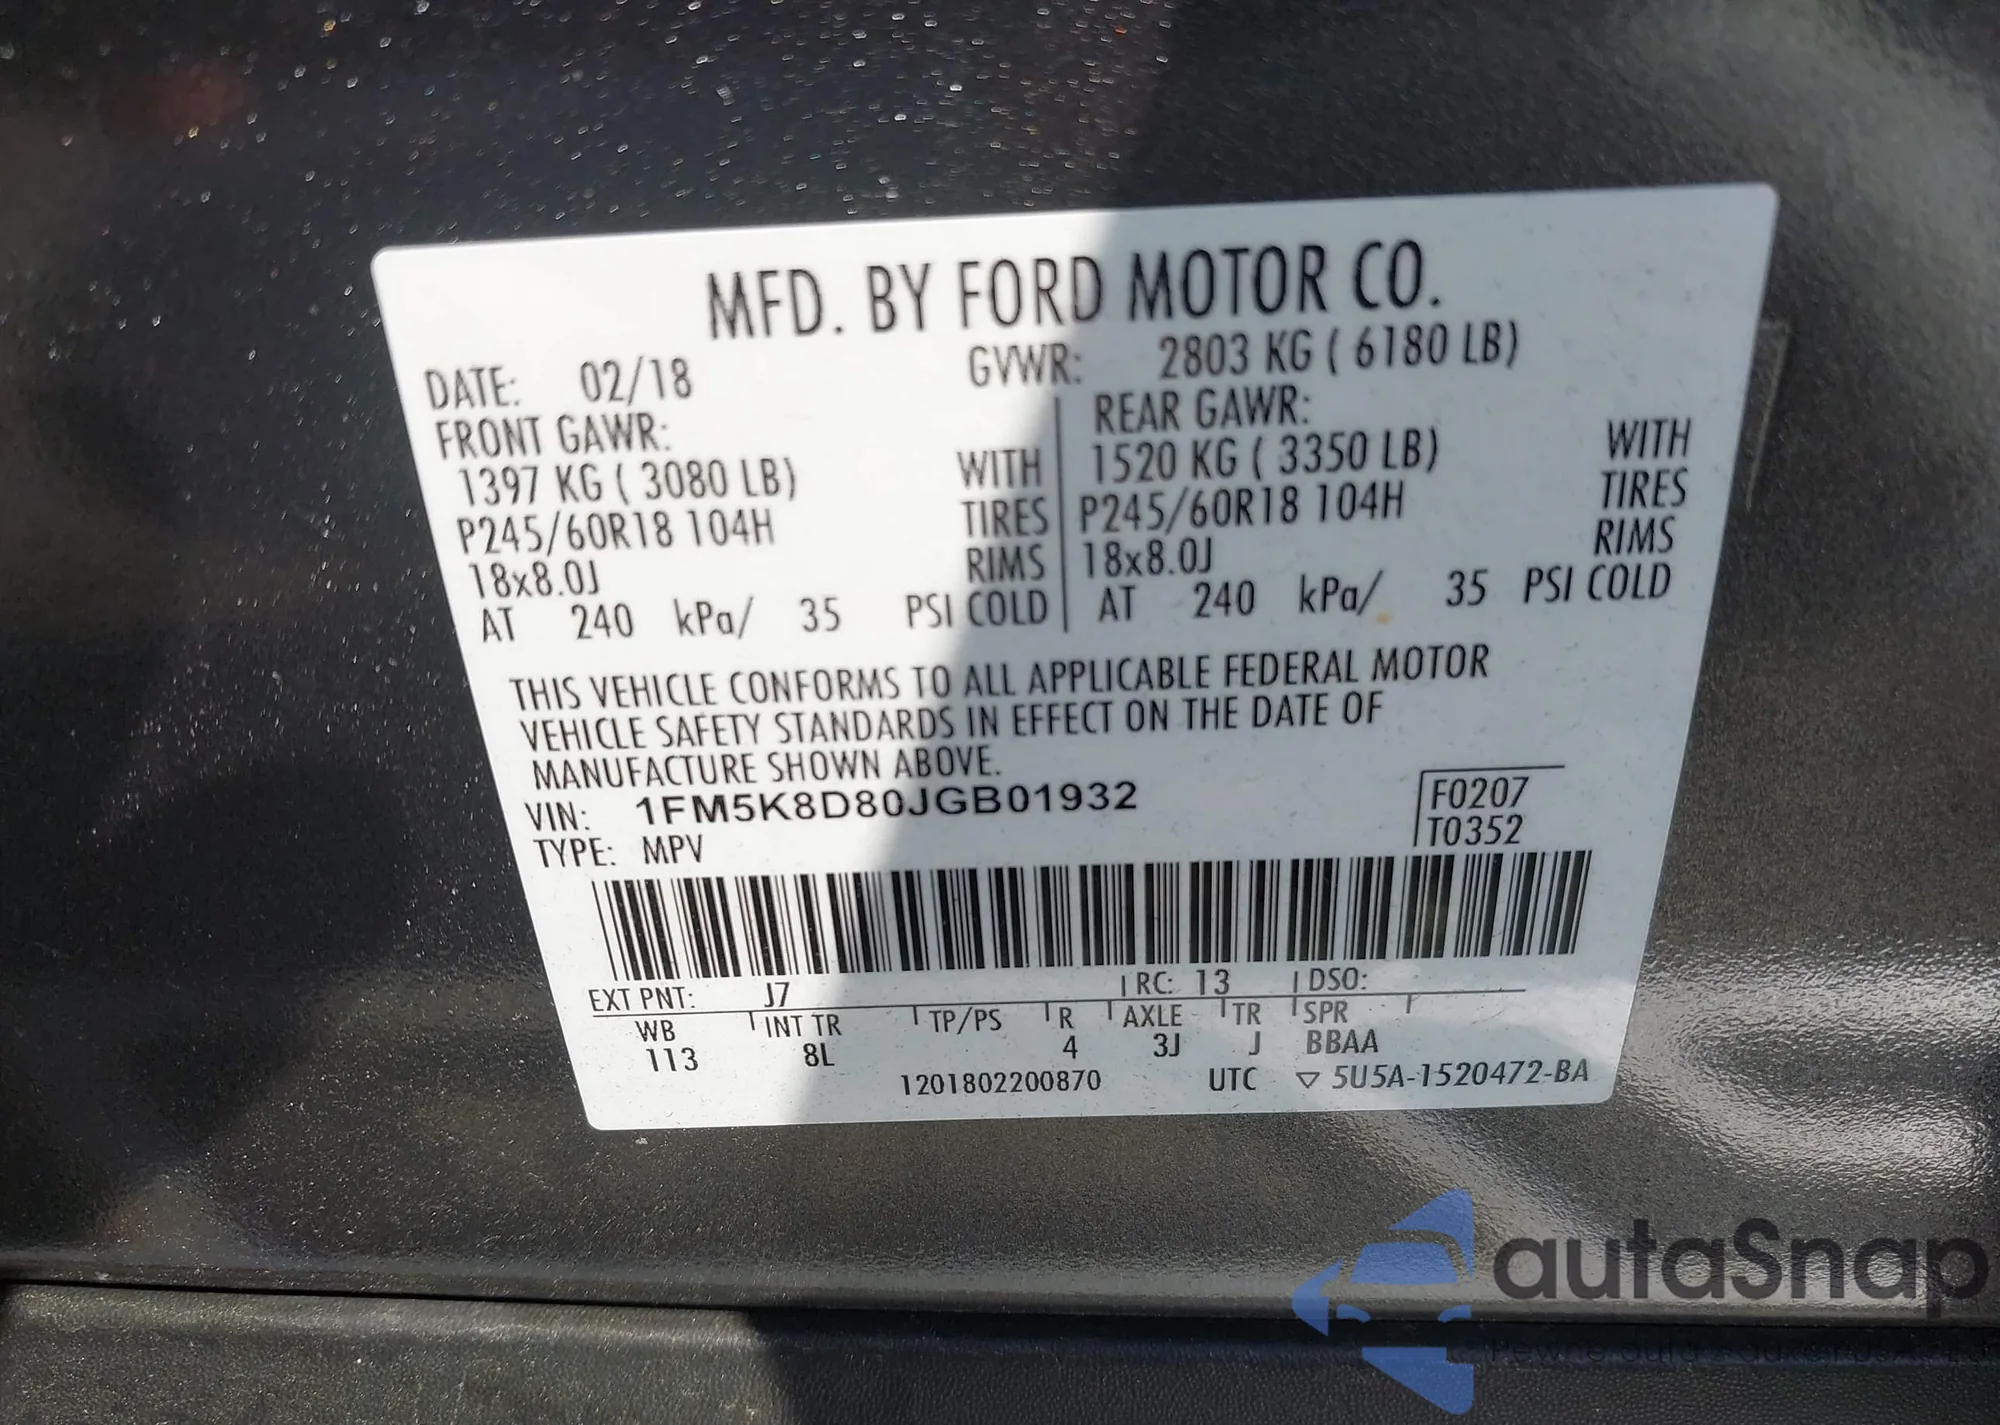 MFD. BY FORD MOTOR CO.
DATE: 02/18 GVWR: 2803 KG ( 6180 LB)
FRONT GAWR: REAR GAWR:
1397 KG ( 3080 LB) WITH 1520 KG ( 3350 LB) WITH
P245/60R18 104H TIRES P245/60R18 104H TIRES
18x8.0J RIMS 18x8.0J RIMS
AT 240 kPa/ 35 PSI COLD AT 240 kPa/ 35 PSI COLD
THIS VEHICLE CONFORMS TO ALL APPLICABLE FEDERAL MOTOR
VEHICLE SAFETY STANDARDS IN EFFECT ON THE DATE OF
MANUFACTURE SHOWN ABOVE.
VIN: 1FM5K8D80JGB01932 F0207
TYPE: MPV T0352
EXT PNT: J7 RC: 13 DSO:
WB INT TR TP/PS R AXLE TR SPR
113 8L 4 3J J BBAA
1201802200870 UTC ▽ 5U5A-1520472-BA
autaSnap